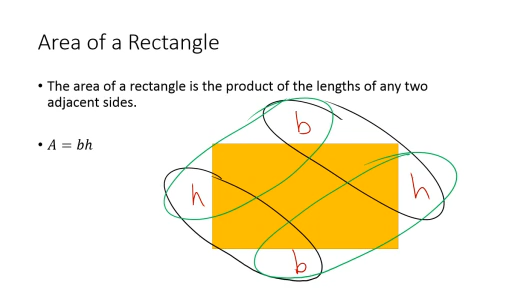 Area of a Rectangle
• The area of a rectangle is the product of the lengths of any two
adjacent sides.
• A = bh
b
h
h
b